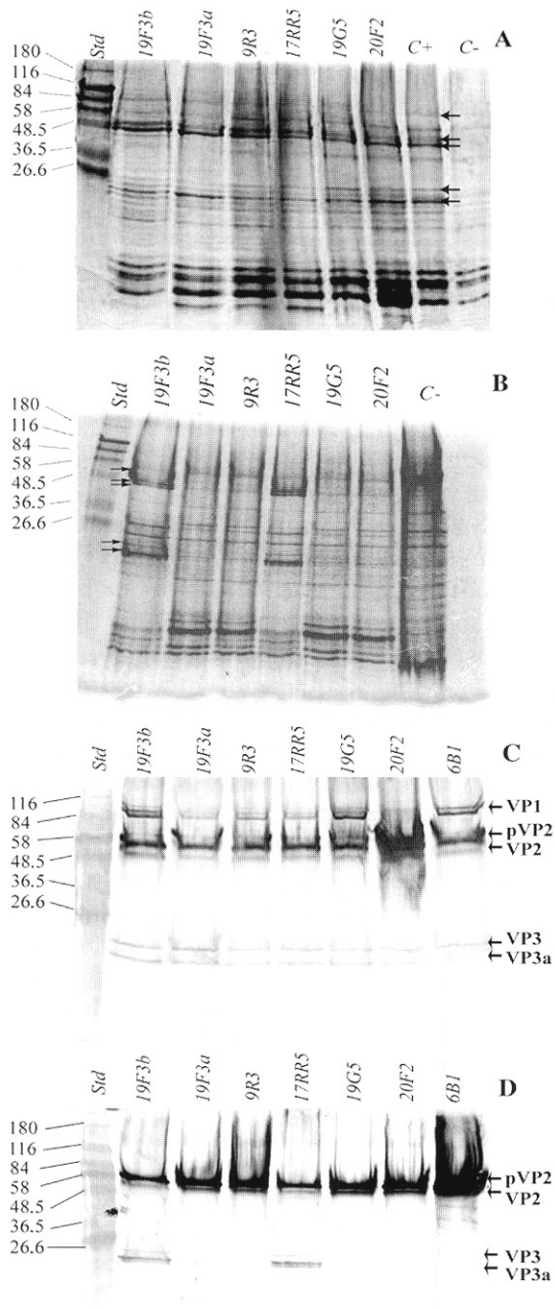 A
Std 19F3b 19F3a 9R3 17RR5 19G5 20F2 C+ C-
180
116
84
58
48.5
36.5
26.6
B
Std 19F3b 19F3a 9R3 17RR5 19G5 20F2 C-
180
116
84
58
48.5
36.5
26.6
C
Std 19F3b 19F3a 9R3 17RR5 19G5 20F2 6B1
116
84
58
48.5
36.5
26.6
VP1
pVP2
VP2
VP3
VP3a
D
Std 19F3b 19F3a 9R3 17RR5 19G5 20F2 6B1
180
116
84
58
48.5
36.5
26.6
pVP2
VP2
VP3
VP3a